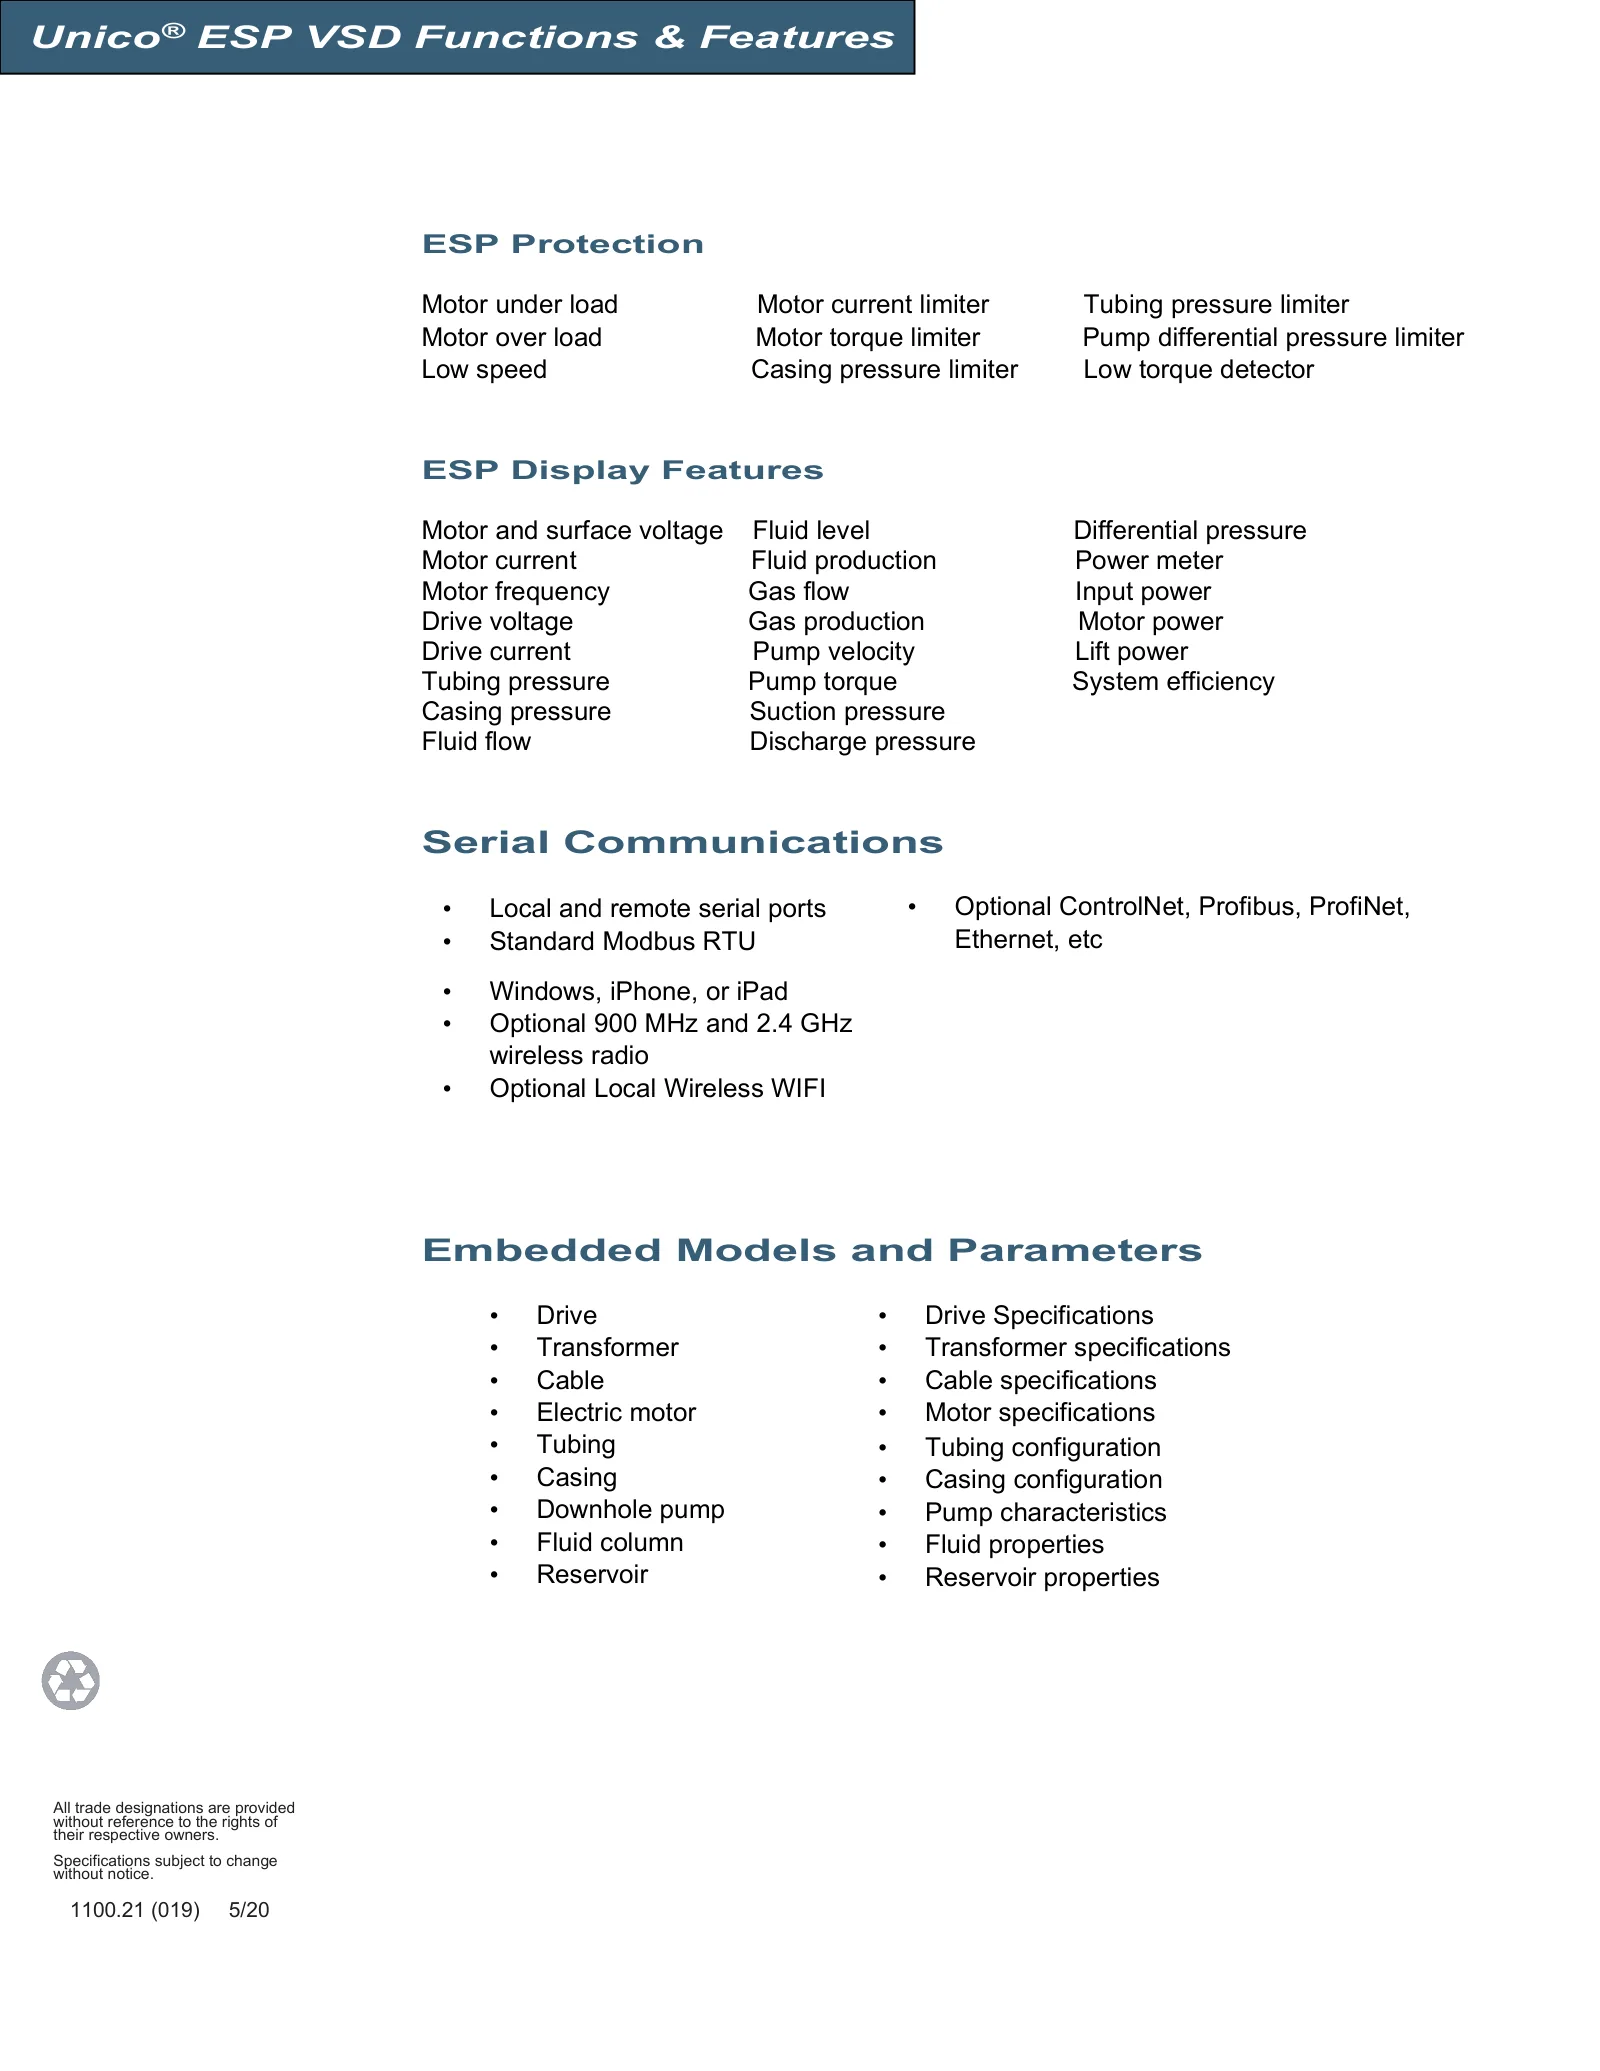 Unico® ESP VSD Functions & Features
ESP Protection
Motor under load Motor current limiter Tubing pressure limiter
Motor over load Motor torque limiter Pump differential pressure limiter
Low speed Casing pressure limiter Low torque detector
ESP Display Features
Motor and surface voltage Fluid level Differential pressure
Motor current Fluid production Power meter
Motor frequency Gas flow Input power
Drive voltage Gas production Motor power
Drive current Pump velocity Lift power
Tubing pressure Pump torque System efficiency
Casing pressure Suction pressure
Fluid flow Discharge pressure
Serial Communications
• Local and remote serial ports
• Standard Modbus RTU
• Windows, iPhone, or iPad
• Optional 900 MHz and 2.4 GHz
wireless radio
• Optional Local Wireless WIFI
• Optional ControlNet, Profibus, ProfiNet,
Ethernet, etc
Embedded Models and Parameters
• Drive
• Transformer
• Cable
• Electric motor
• Tubing
• Casing
• Downhole pump
• Fluid column
• Reservoir
• Drive Specifications
• Transformer specifications
• Cable specifications
• Motor specifications
• Tubing configuration
• Casing configuration
• Pump characteristics
• Fluid properties
• Reservoir properties
All trade designations are provided
without reference to the rights of
their respective owners.
Specifications subject to change
without notice.
1100.21 (019) 5/20